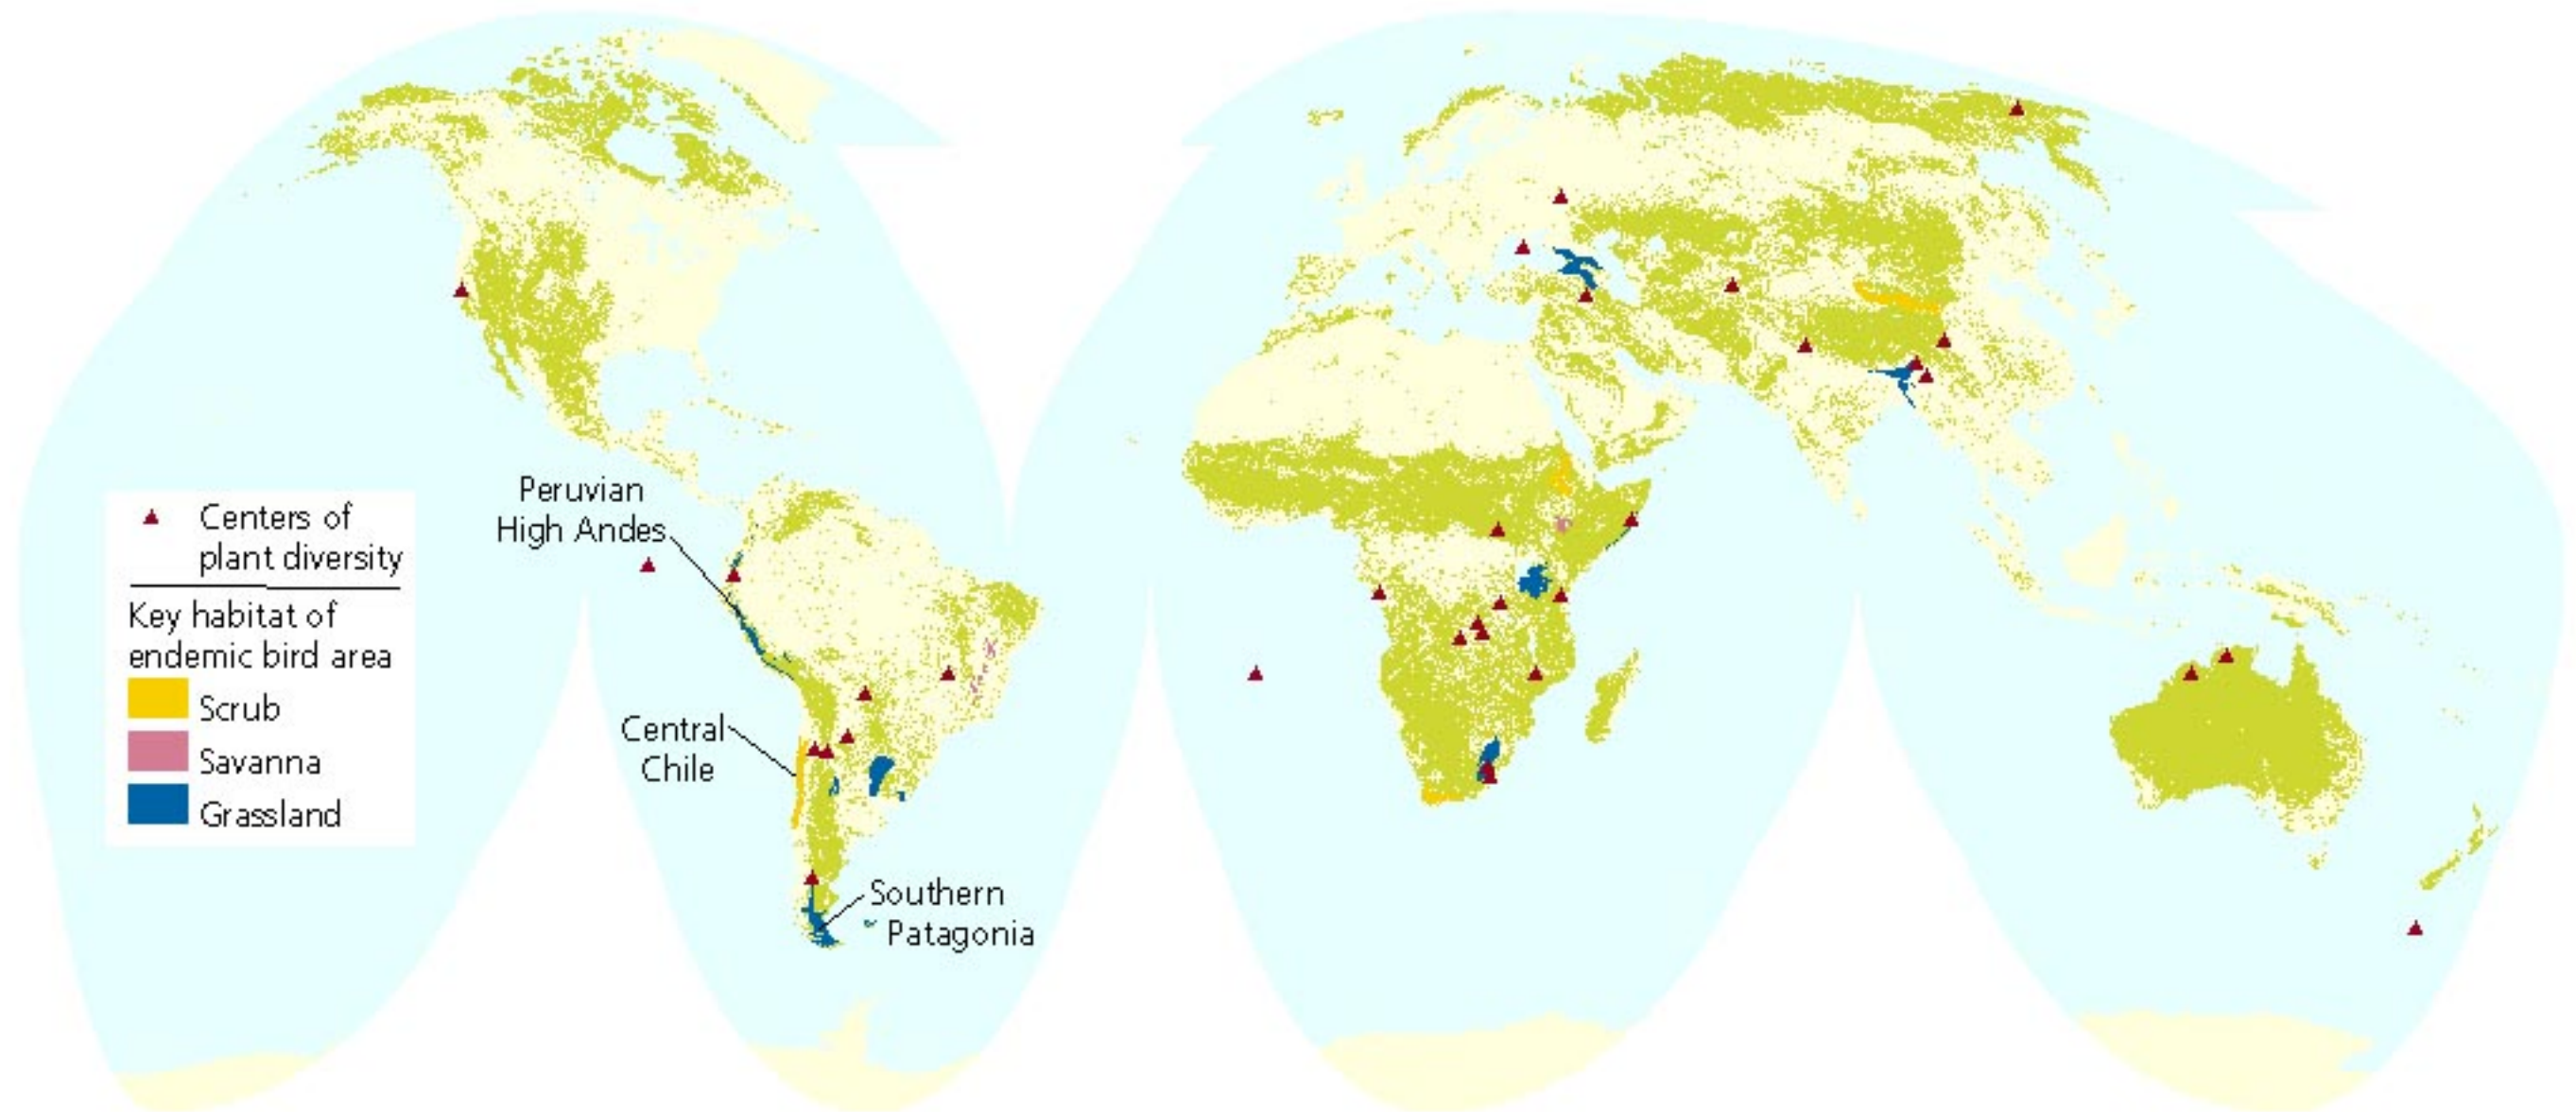 Peruvian
High Andes
Centers of
plant diversity
Key habitat of
endemic bird area
Scrub
Savanna
Grassland
Central
Chile
Southern
Patagonia